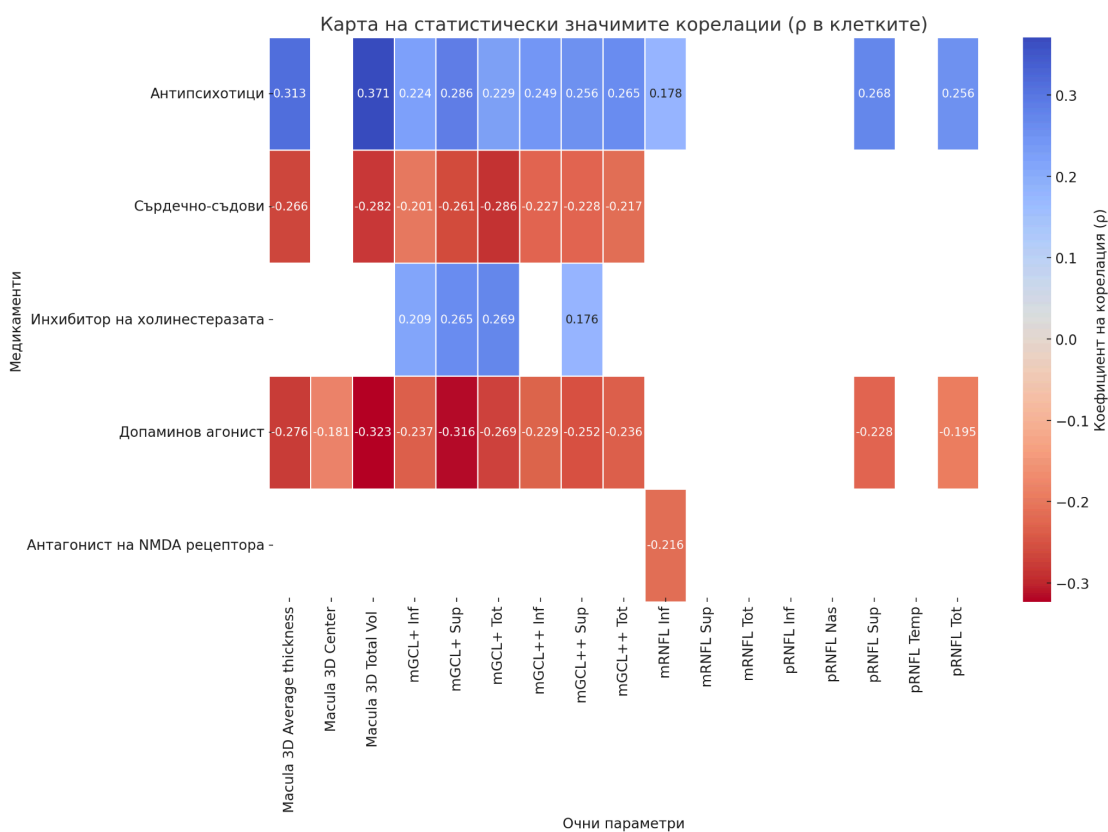 Карта на статистически значимите корелации (ρ в клетките)
Медикаменти
Антипсихотици
0.313 0.371 0.224 0.286 0.229 0.249 0.256 0.265 0.178 0.268 0.256
Сърдечно-съдови
-0.266 -0.282 -0.201 -0.261 -0.286 -0.227 -0.228 -0.217
Инхибитор на холинестеразата
0.209 0.265 0.269 0.176
Допаминов агонист
-0.276 -0.181 -0.323 -0.237 -0.316 -0.269 -0.229 -0.252 -0.236 -0.228 -0.195
Антагонист на NMDA рецептора
-0.216
Macula 3D Average thickness
Macula 3D Center
Macula 3D Total Vol
mGCL+ Inf
mGCL+ Sup
mGCL+ Tot
mGCL++ Inf
mGCL++ Sup
mGCL++ Tot
mRNFL Inf
mRNFL Sup
mRNFL Tot
pRNFL Inf
pRNFL Nas
pRNFL Sup
pRNFL Temp
pRNFL Tot
Очни параметри
0.3
0.2
0.1
0.0
−0.1
−0.2
−0.3
Коефициент на корелация (ρ)